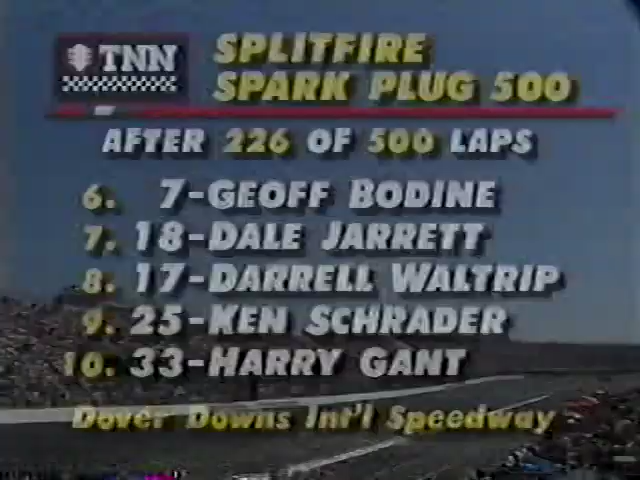 TNN
SPLITFIRE
SPARK PLUG 500
AFTER 226 OF 500 LAPS
6. 7-GEOFF BODINE
7. 18-DALE JARRETT
8. 17-DARRELL WALTRIP
9. 25-KEN SCHRADER
10. 33-HARRY GANT
Dover Downs Int'l Speedway